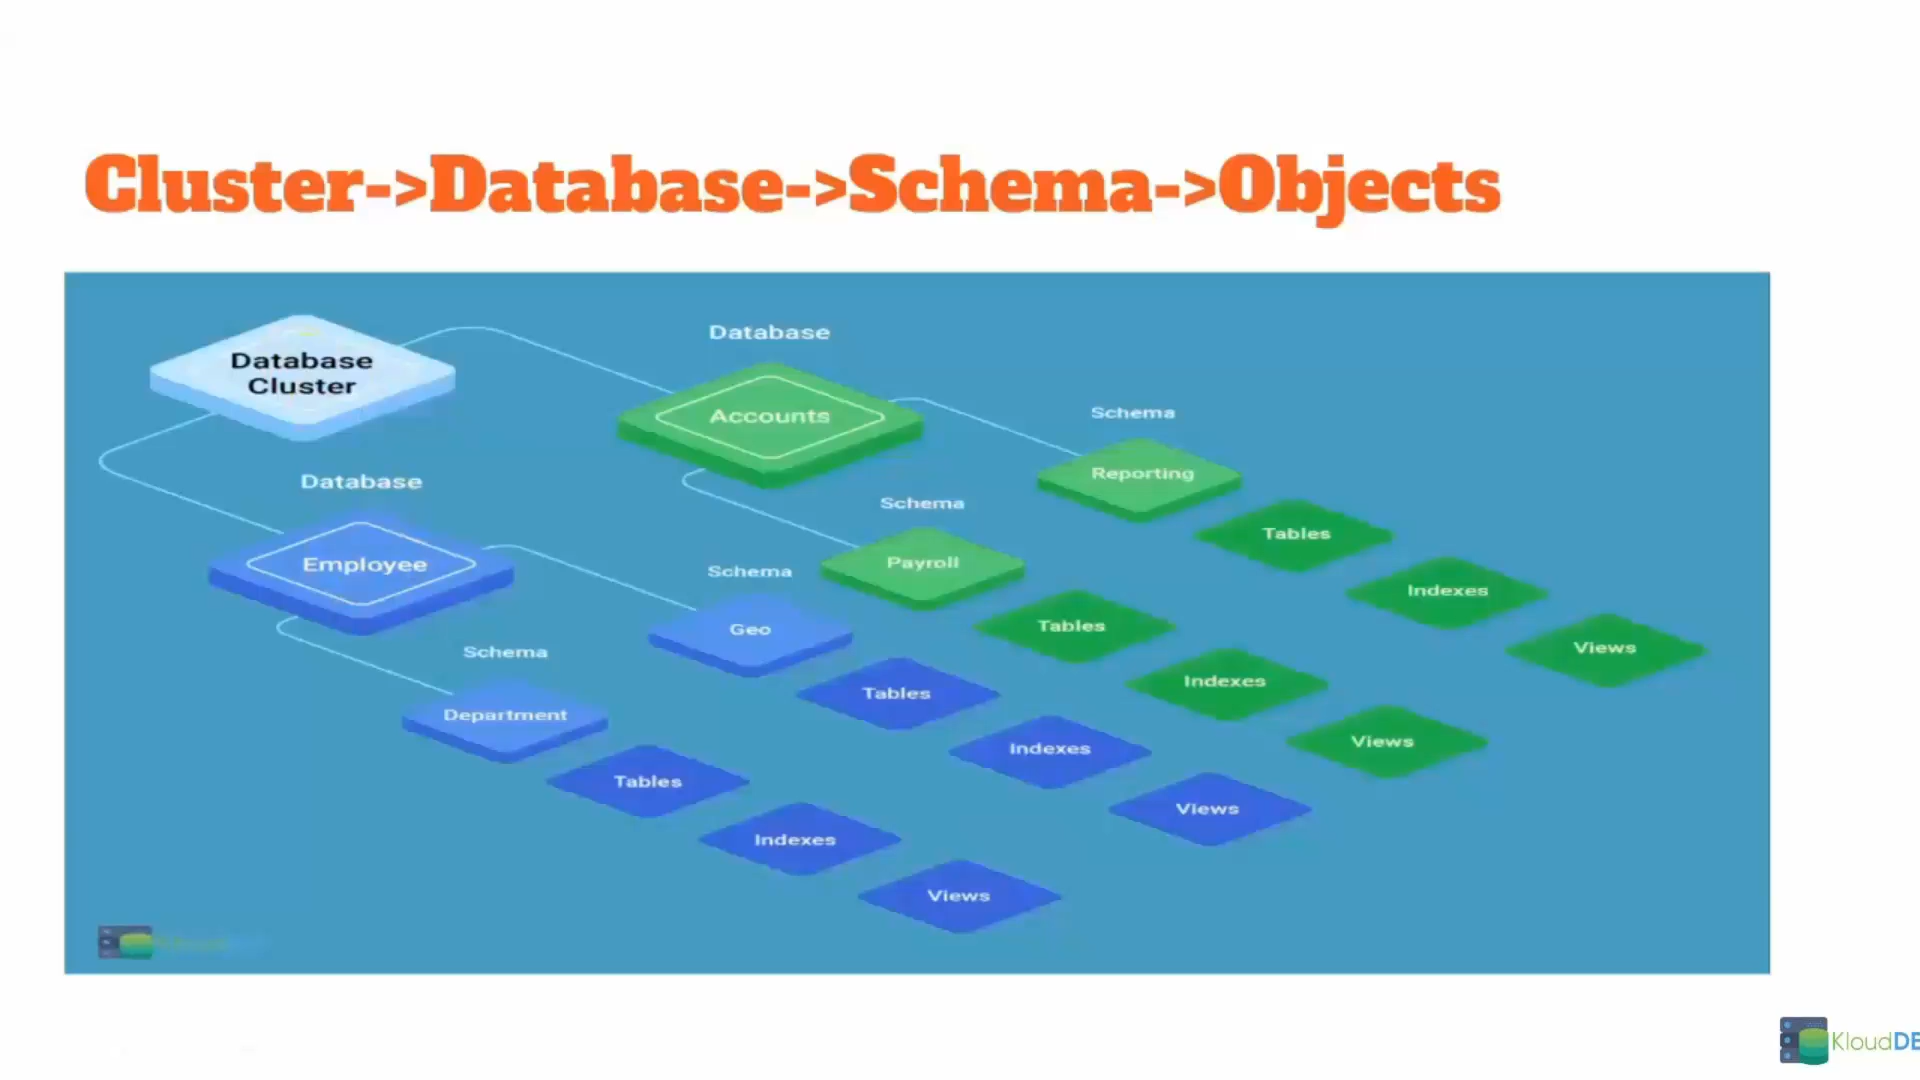 Cluster->Database->Schema->Objects
Database
Cluster
Database
Accounts
Schema
Reporting
Tables
Indexes
Views
Schema
Payroll
Tables
Indexes
Views
Database
Employee
Schema
Geo
Tables
Indexes
Views
Schema
Department
Tables
Indexes
Views
KloudDB